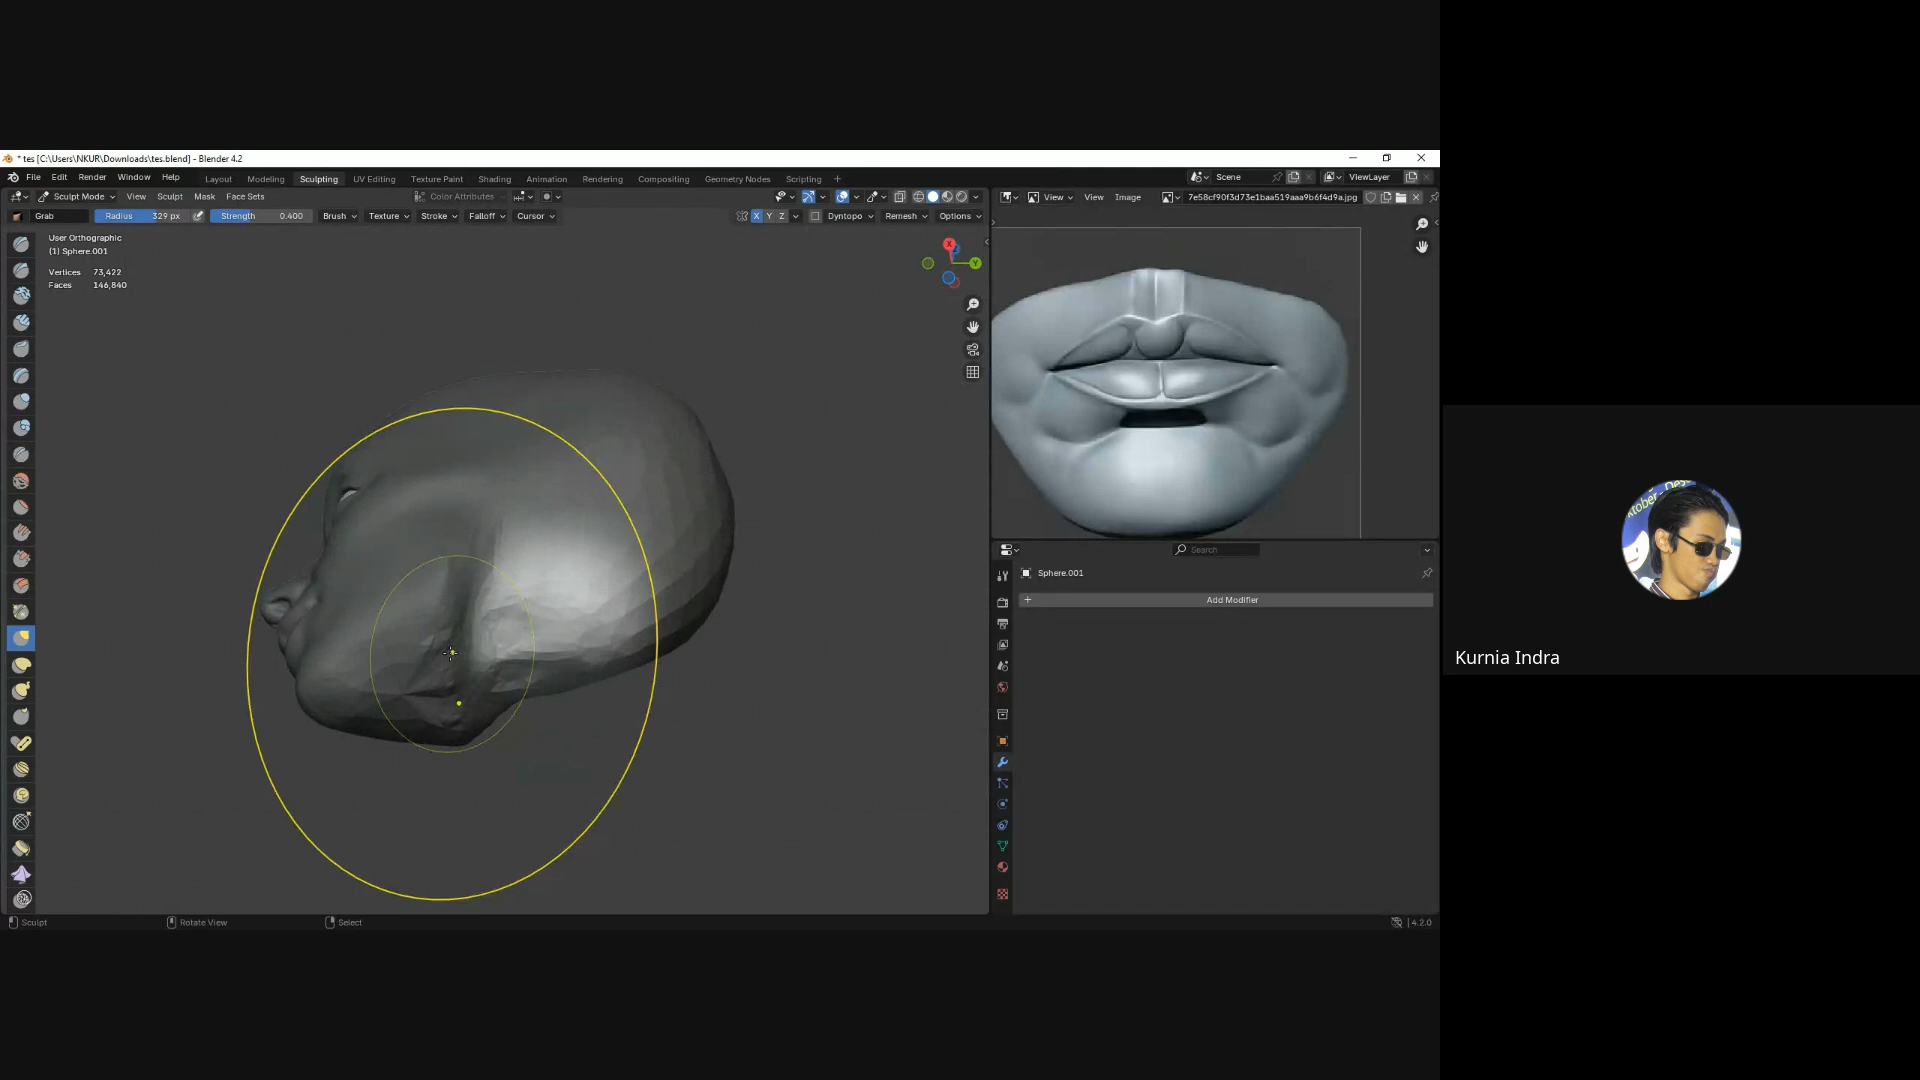 * tes [C:\Users\NKUR\Downloads\tes.blend] - Blender 4.2
File Edit Render Window Help Layout Modeling Sculpting UV Editing Texture Paint Shading Animation Rendering Compositing Geometry Nodes Scripting + Scene ViewLayer
Sculpt Mode View Sculpt Mask Face Sets Color Attributes View View Image 7e58cf90f3d73e1baa519aaa9b6f4d9a.jpg
Grab Radius 329 px Strength 0.400 Brush Texture Stroke Falloff Cursor X Y Z Dyntopo Remesh Options
User Orthographic
(1) Sphere.001
Vertices 73,422
Faces 146,840
X
Y
Search
Sphere.001
+ Add Modifier
Sculpt Rotate View Select 4.2.0
Kurnia Indra